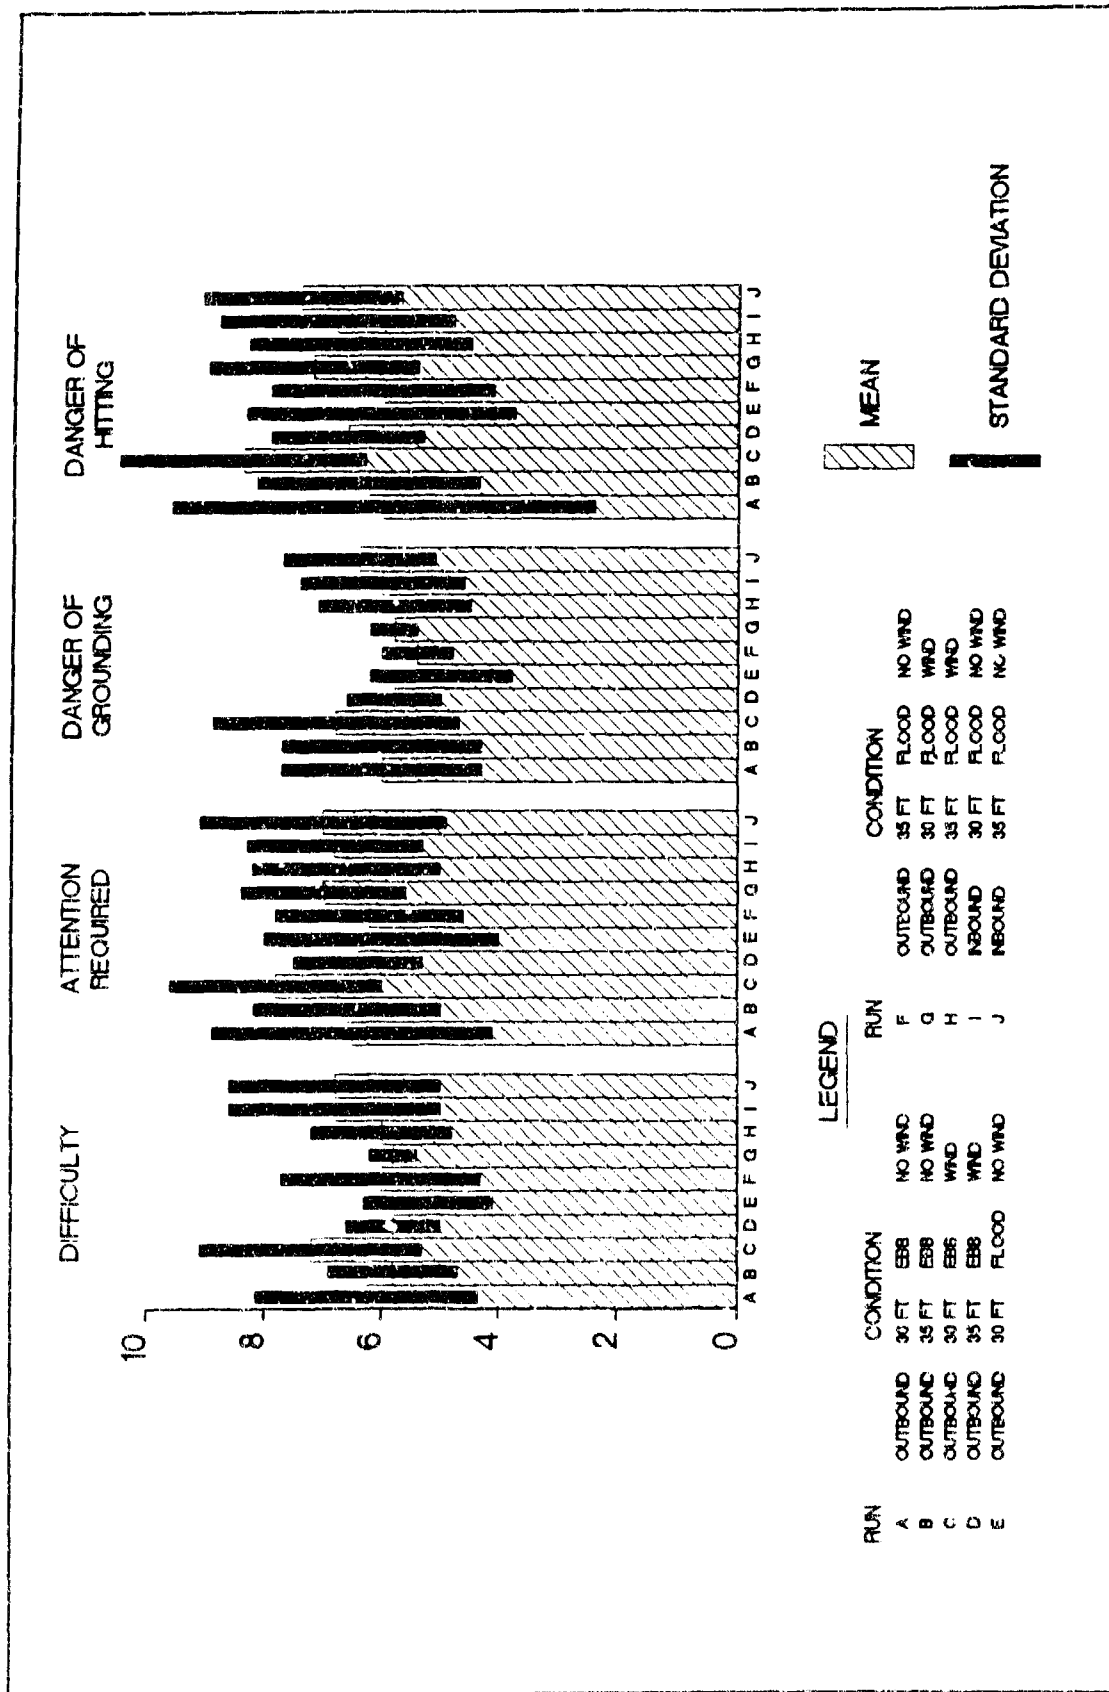 DIFFICULTY
ATTENTION
REQUIRED
DANGER OF
GROUNDING
DANGER OF
HITTING
10
8
6
4
2
0
A B C D E F G H I J
A B C D E F G H I J
A B C D E F G H I J
A B C D E F G H I J
LEGEND
MEAN
STANDARD DEVIATION
RUN CONDITION
A OUTBOUND 30 FT EBB NO WIND
B OUTBOUND 35 FT EBB NO WIND
C OUTBOUND 30 FT EBB WIND
D OUTBOUND 35 FT EBB WIND
E OUTBOUND 30 FT FLOOD NO WIND
RUN CONDITION
F OUTBOUND 35 FT FLOOD NO WIND
G OUTBOUND 30 FT FLOOD WIND
H OUTBOUND 35 FT FLOOD WIND
I INBOUND 30 FT FLOOD NO WIND
J INBOUND 35 FT FLOOD NO WIND